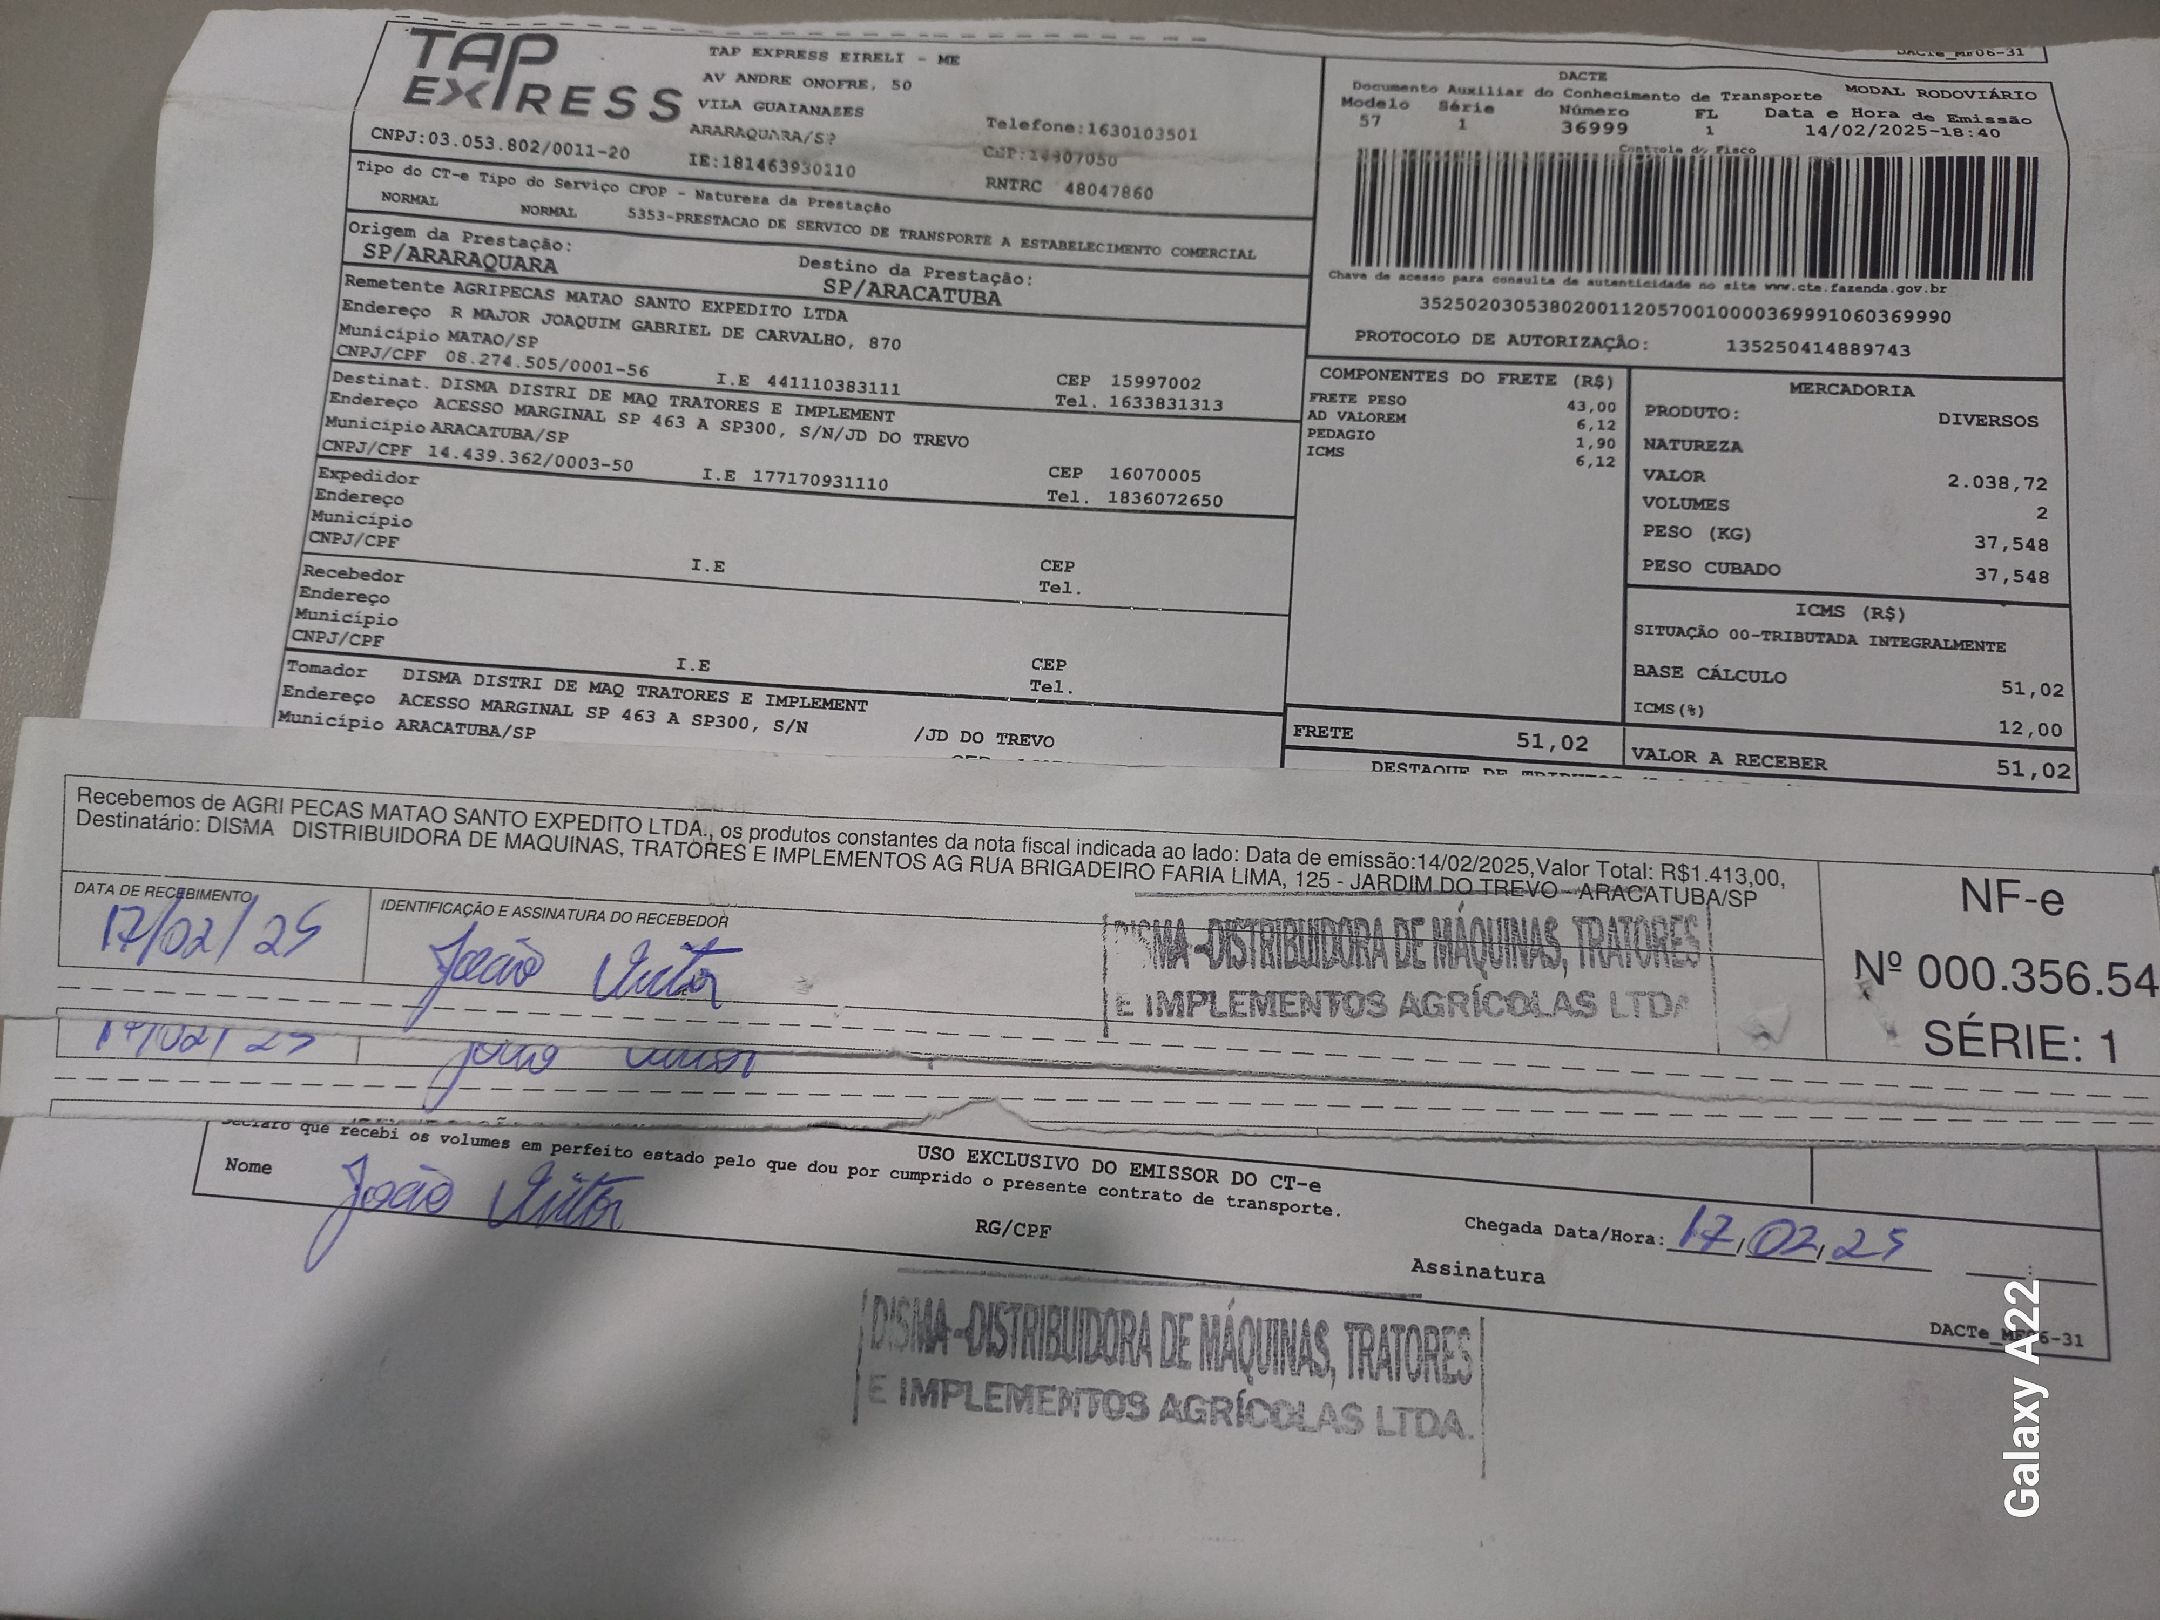 DACTe_MF06-31
TAP EXPRESS
TAP EXPRESS EIRELI - ME
AV ANDRE ONOFRE, 50
VILA GUAIANASES
ARARAQUARA/SP
Telefone:1630103501
CEP:14807050
CNPJ:03.053.802/0011-20
IE:181463930110
RNTRC 48047860
DACTE
Documento Auxiliar do Conhecimento de Transporte
MODAL RODOVIÁRIO
Modelo Série Número FL Data e Hora de Emissão
57 1 36999 1 14/02/2025-18:40
Controle do Fisco
Chave de acesso para consulta de autenticidade no site www.cte.fazenda.gov.br
35250203053802001120570010000369991060369990
PROTOCOLO DE AUTORIZAÇÃO: 135250414889743
Tipo do CT-e Tipo do Serviço CFOP - Natureza da Prestação
NORMAL NORMAL 5353-PRESTACAO DE SERVICO DE TRANSPORTE A ESTABELECIMENTO COMERCIAL
Origem da Prestação:
SP/ARARAQUARA
Destino da Prestação:
SP/ARACATUBA
Remetente AGRIPECAS MATAO SANTO EXPEDITO LTDA
Endereço R MAJOR JOAQUIM GABRIEL DE CARVALHO, 870
Município MATAO/SP
CEP 15997002
CNPJ/CPF 08.274.505/0001-56 I.E 441110383111 Tel. 1633831313
Destinat. DISMA DISTRI DE MAQ TRATORES E IMPLEMENT
Endereço ACESSO MARGINAL SP 463 A SP300, S/N/JD DO TREVO
Município ARACATUBA/SP
CEP 16070005
CNPJ/CPF 14.439.362/0003-50 I.E 177170931110 Tel. 1836072650
Expedidor
Endereço
Município
CEP
CNPJ/CPF I.E Tel.
Recebedor
Endereço
Município
CEP
CNPJ/CPF I.E Tel.
Tomador DISMA DISTRI DE MAQ TRATORES E IMPLEMENT
Endereço ACESSO MARGINAL SP 463 A SP300, S/N /JD DO TREVO
Município ARACATUBA/SP
COMPONENTES DO FRETE (R$)
FRETE PESO 43,00
AD VALOREM 6,12
PEDAGIO 1,90
ICMS 6,12
FRETE 51,02
MERCADORIA
PRODUTO: DIVERSOS
NATUREZA
VALOR 2.038,72
VOLUMES 2
PESO (KG) 37,548
PESO CUBADO 37,548
ICMS (R$)
SITUAÇÃO 00-TRIBUTADA INTEGRALMENTE
BASE CÁLCULO 51,02
ICMS(%) 12,00
VALOR A RECEBER 51,02
DESTAQUE DE
Recebemos de AGRI PECAS MATAO SANTO EXPEDITO LTDA., os produtos constantes da nota fiscal indicada ao lado: Data de emissão:14/02/2025,Valor Total: R$1.413,00,
Destinatário: DISMA DISTRIBUIDORA DE MAQUINAS, TRATORES E IMPLEMENTOS AG RUA BRIGADEIRO FARIA LIMA, 125 - JARDIM DO TREVO - ARACATUBA/SP
DATA DE RECEBIMENTO
17/02/25
IDENTIFICAÇÃO E ASSINATURA DO RECEBEDOR
João Victor
DISMA - DISTRIBUIDORA DE MÁQUINAS, TRATORES
E IMPLEMENTOS AGRÍCOLAS LTDA
NF-e
Nº 000.356.54
SÉRIE: 1
17/02/25 João Victor
USO EXCLUSIVO DO EMISSOR DO CT-e
Declaro que recebi os volumes em perfeito estado pelo que dou por cumprido o presente contrato de transporte.
Nome João Victor
RG/CPF
Chegada Data/Hora: 17/02/25
Assinatura
DACTe_MF06-31
DISMA - DISTRIBUIDORA DE MÁQUINAS, TRATORES
E IMPLEMENTOS AGRÍCOLAS LTDA.
Galaxy A22